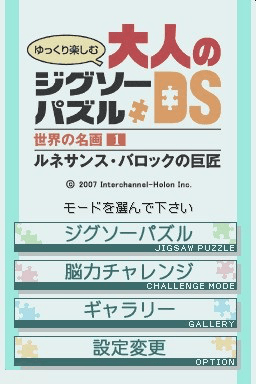 ゆっくり楽しむ
大人の
ジグソー
パズル DS
世界の名画 1
ルネサンス・バロックの巨匠
© 2007 Interchannel-Holon Inc.
モードを選んで下さい
ジグソーパズル
JIGSAW PUZZLE
脳力チャレンジ
CHALLENGE MODE
ギャラリー
GALLERY
設定変更
OPTION